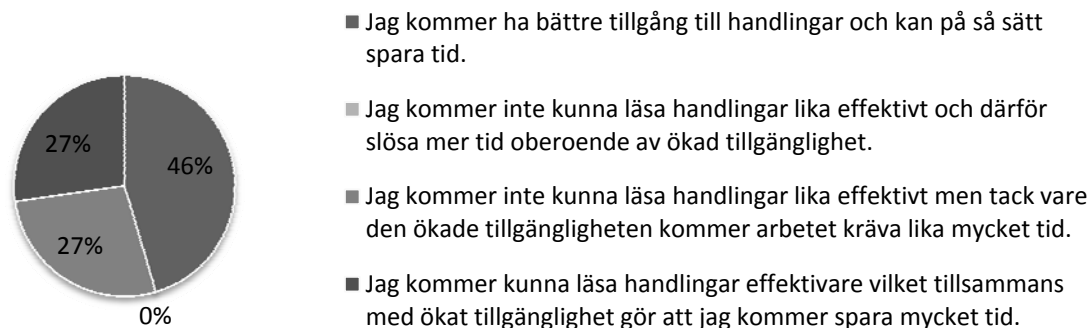 Jag kommer ha bättre tillgång till handlingar och kan på så sätt
spara tid.
Jag kommer inte kunna läsa handlingar lika effektivt och därför
slösa mer tid oberoende av ökad tillgänglighet.
Jag kommer inte kunna läsa handlingar lika effektivt men tack vare
den ökade tillgängligheten kommer arbetet kräva lika mycket tid.
Jag kommer kunna läsa handlingar effektivare vilket tillsammans
med ökat tillgänglighet gör att jag kommer spara mycket tid.
27%
46%
27%
0%